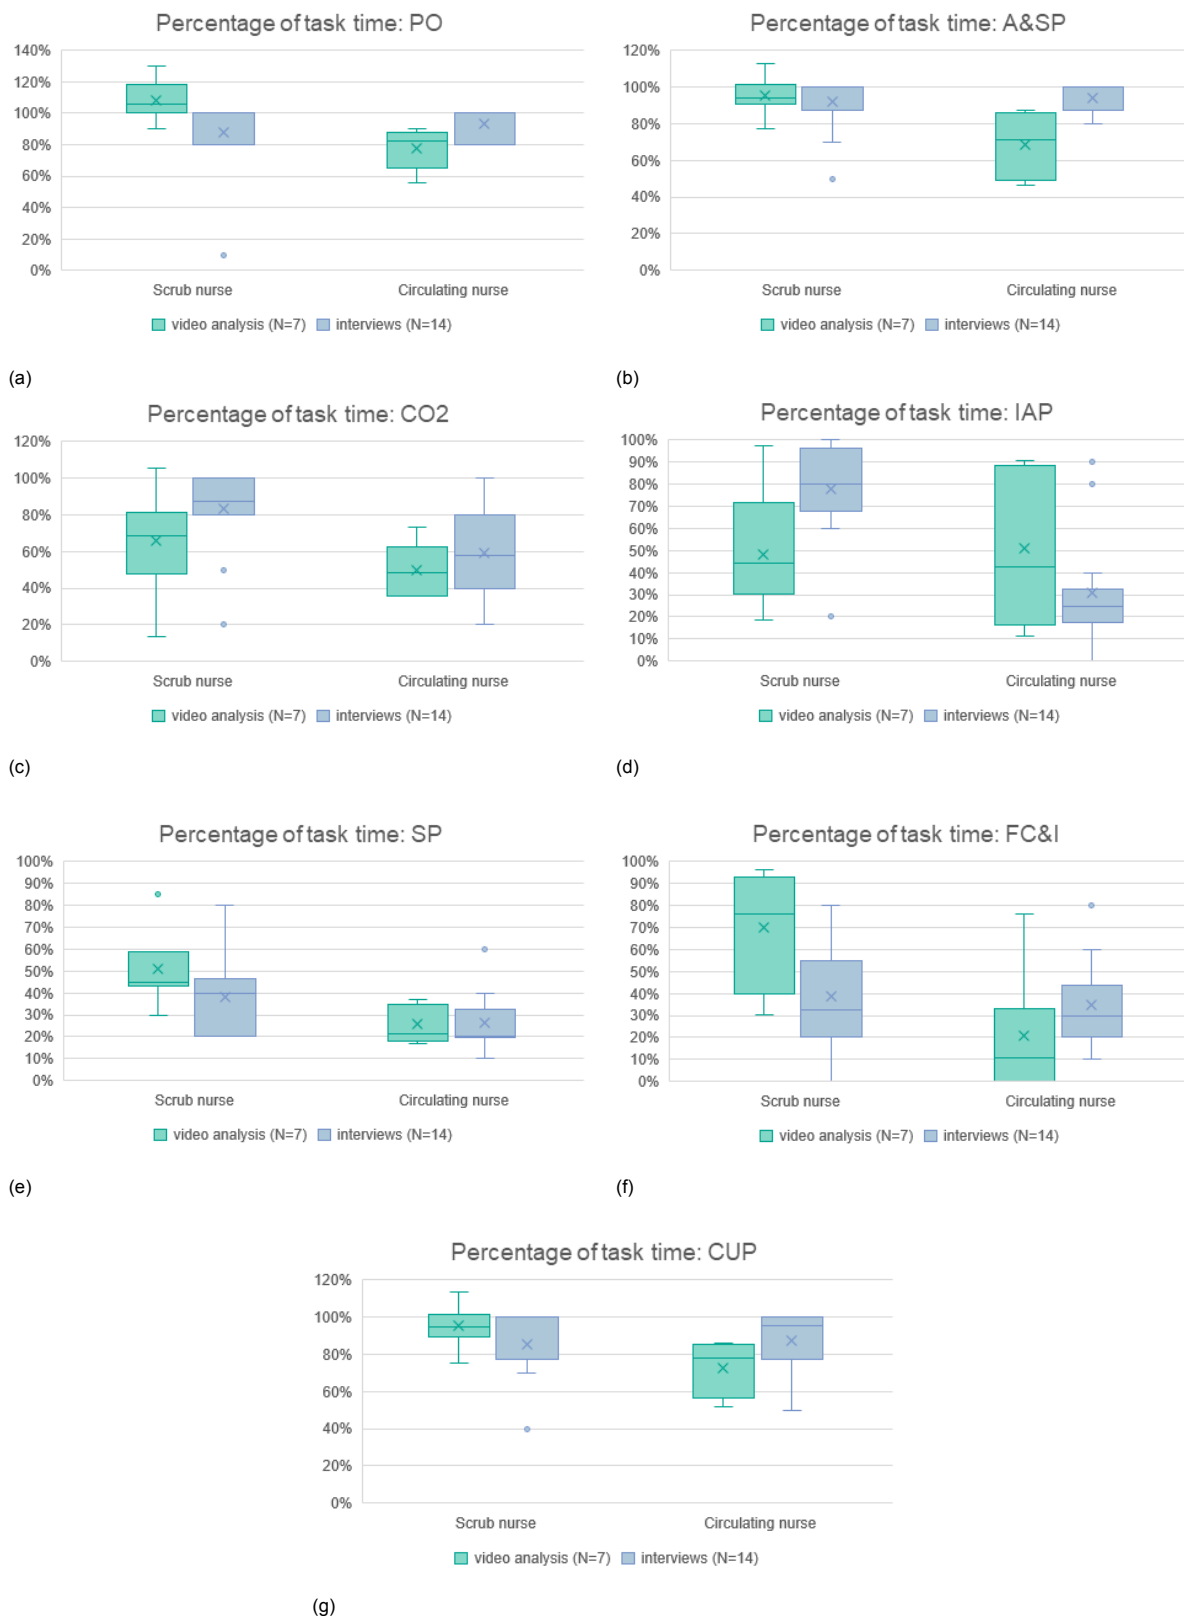 Percentage of task time: PO
140%
120%
100%
80%
60%
40%
20%
0%
Scrub nurse Circulating nurse
video analysis (N=7) interviews (N=14)
(a)
Percentage of task time: A&SP
120%
100%
80%
60%
40%
20%
0%
Scrub nurse Circulating nurse
video analysis (N=7) interviews (N=14)
(b)
Percentage of task time: CO2
120%
100%
80%
60%
40%
20%
0%
Scrub nurse Circulating nurse
video analysis (N=7) interviews (N=14)
(c)
Percentage of task time: IAP
100%
90%
80%
70%
60%
50%
40%
30%
20%
10%
0%
Scrub nurse Circulating nurse
video analysis (N=7) interviews (N=14)
(d)
Percentage of task time: SP
100%
90%
80%
70%
60%
50%
40%
30%
20%
10%
0%
Scrub nurse Circulating nurse
video analysis (N=7) interviews (N=14)
(e)
Percentage of task time: FC&I
100%
90%
80%
70%
60%
50%
40%
30%
20%
10%
0%
Scrub nurse Circulating nurse
video analysis (N=7) interviews (N=14)
(f)
Percentage of task time: CUP
120%
100%
80%
60%
40%
20%
0%
Scrub nurse Circulating nurse
video analysis (N=7) interviews (N=14)
(g)